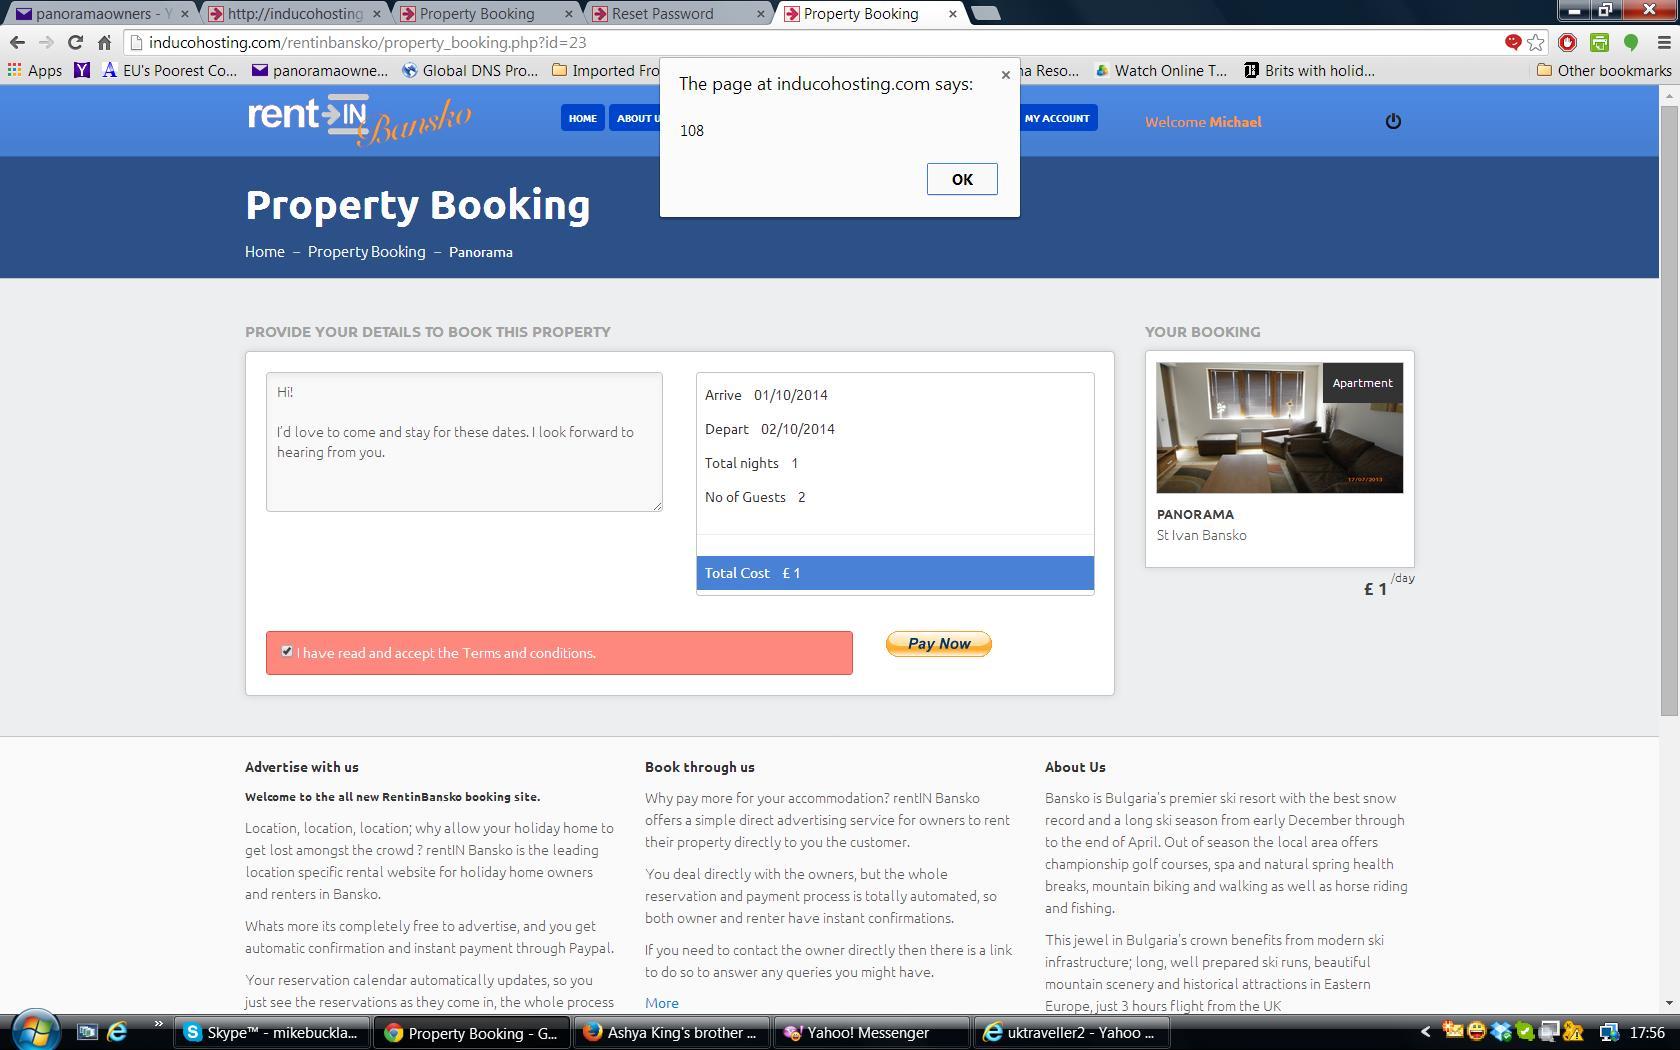 panoramaowners - Y
http://inducohosting
Property Booking
Reset Password
Property Booking
inducohosting.com/rentinbansko/property_booking.php?id=23
Apps
EU's Poorest Co...
panoramaowne...
Global DNS Pro...
Imported Fro
na Reso...
Watch Online T...
Brits with holid...
Other bookmarks
The page at inducohosting.com says:
108
OK
rent IN Bansko
HOME
ABOUT U
MY ACCOUNT
Welcome Michael
Property Booking
Home – Property Booking – Panorama
PROVIDE YOUR DETAILS TO BOOK THIS PROPERTY
Hi!
I'd love to come and stay for these dates. I look forward to
hearing from you.
Arrive 01/10/2014
Depart 02/10/2014
Total nights 1
No of Guests 2
Total Cost £ 1
I have read and accept the Terms and conditions.
Pay Now
YOUR BOOKING
Apartment
17/07/2013
PANORAMA
St Ivan Bansko
£ 1 /day
Advertise with us
Welcome to the all new RentinBansko booking site.
Location, location, location; why allow your holiday home to
get lost amongst the crowd ? rentIN Bansko is the leading
location specific rental website for holiday home owners
and renters in Bansko.
Whats more its completely free to advertise, and you get
automatic confirmation and instant payment through Paypal.
Your reservation calendar automatically updates, so you
just see the reservations as they come in, the whole process
Book through us
Why pay more for your accommodation? rentIN Bansko
offers a simple direct advertising service for owners to rent
their property directly to you the customer.
You deal directly with the owners, but the whole
reservation and payment process is totally automated, so
both owner and renter have instant confirmations.
If you need to contact the owner directly then there is a link
to do so to answer any queries you might have.
More
About Us
Bansko is Bulgaria's premier ski resort with the best snow
record and a long ski season from early December through
to the end of April. Out of season the local area offers
championship golf courses, spa and natural spring health
breaks, mountain biking and walking as well as horse riding
and fishing.
This jewel in Bulgaria's crown benefits from modern ski
infrastructure; long, well prepared ski runs, beautiful
mountain scenery and historical attractions in Eastern
Europe, just 3 hours flight from the UK
Skype™ - mikebuckla...
Property Booking - G...
Ashya King's brother ...
Yahoo! Messenger
uktraveller2 - Yahoo ...
17:56